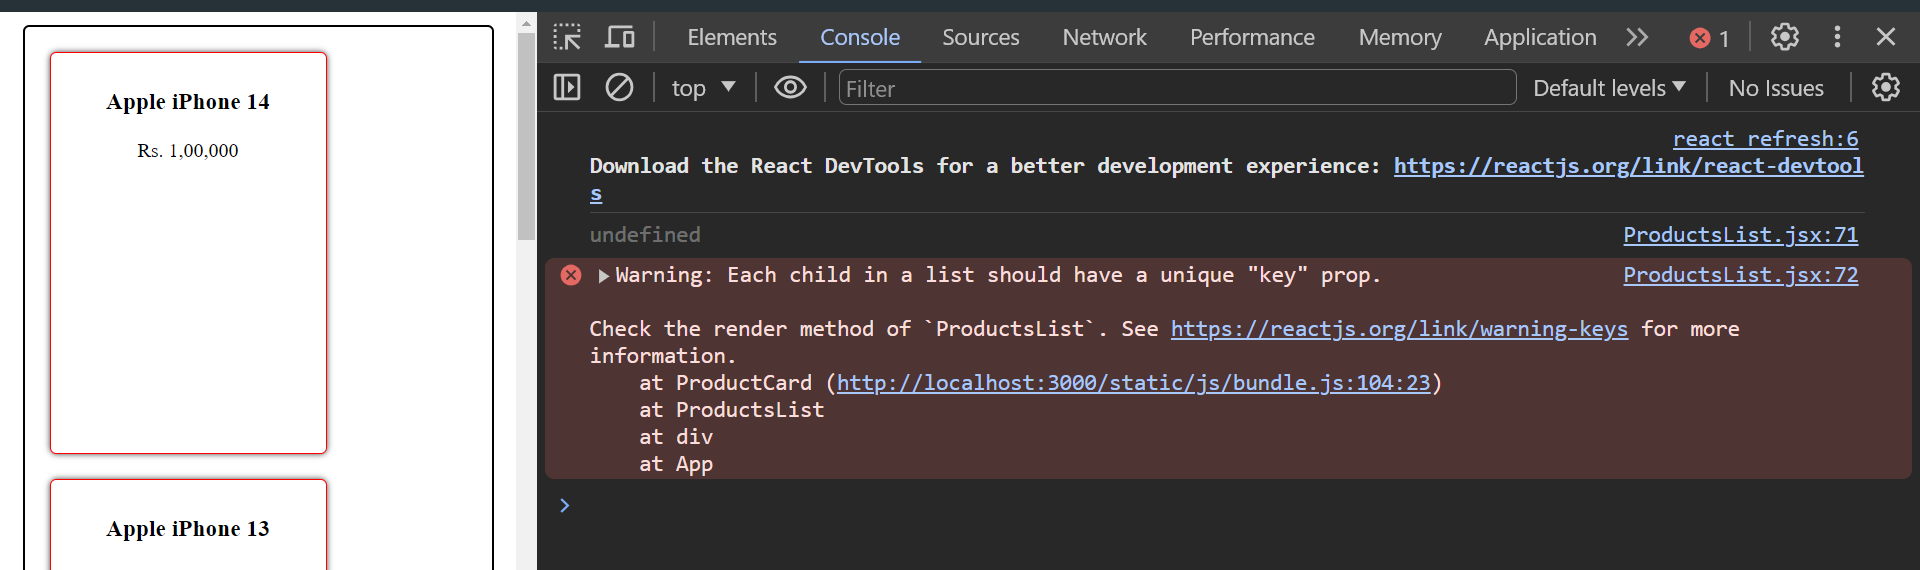 Apple iPhone 14
Rs. 1,00,000
Apple iPhone 13
Elements Console Sources Network Performance Memory Application 1
top Filter Default levels No Issues
react refresh:6
Download the React DevTools for a better development experience: https://reactjs.org/link/react-devtool
s
undefined ProductsList.jsx:71
Warning: Each child in a list should have a unique "key" prop. ProductsList.jsx:72
Check the render method of `ProductsList`. See https://reactjs.org/link/warning-keys for more
information.
at ProductCard (http://localhost:3000/static/js/bundle.js:104:23)
at ProductsList
at div
at App